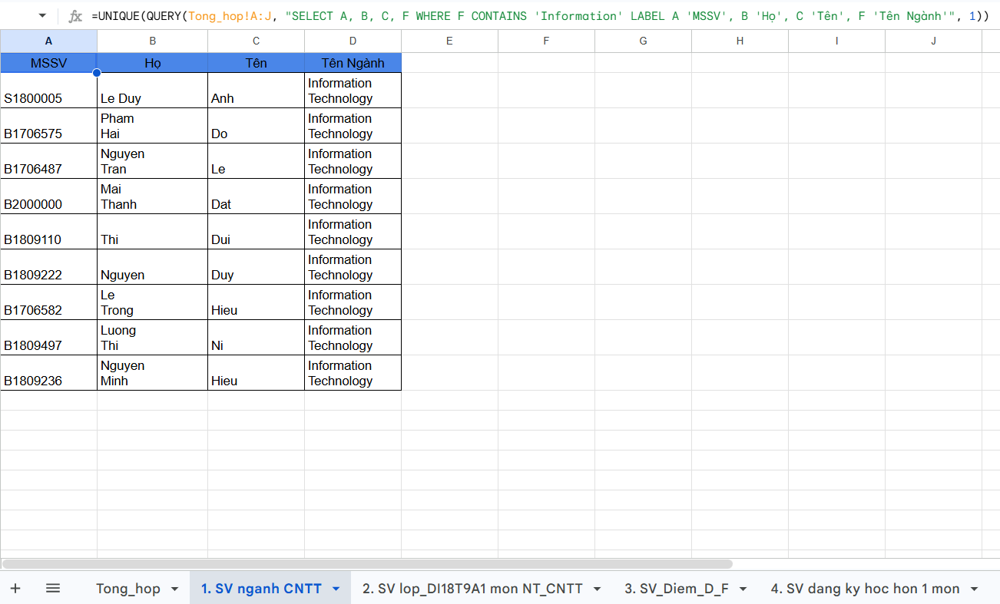 fx =UNIQUE(QUERY(Tong_hop!A:J, "SELECT A, B, C, F WHERE F CONTAINS 'Information' LABEL A 'MSSV', B 'Họ', C 'Tên', F 'Tên Ngành'", 1))
A B C D E F G H I J
MSSV Họ Tên Tên Ngành
Information
S1800005 Le Duy Anh Technology
Pham Information
B1706575 Hai Do Technology
Nguyen Information
B1706487 Tran Le Technology
Mai Information
B2000000 Thanh Dat Technology
Information
B1809110 Thi Dui Technology
Information
B1809222 Nguyen Duy Technology
Le Information
B1706582 Trong Hieu Technology
Luong Information
B1809497 Thi Ni Technology
Nguyen Information
B1809236 Minh Hieu Technology
Tong_hop 1. SV nganh CNTT 2. SV lop_DI18T9A1 mon NT_CNTT 3. SV_Diem_D_F 4. SV dang ky hoc hon 1 mon